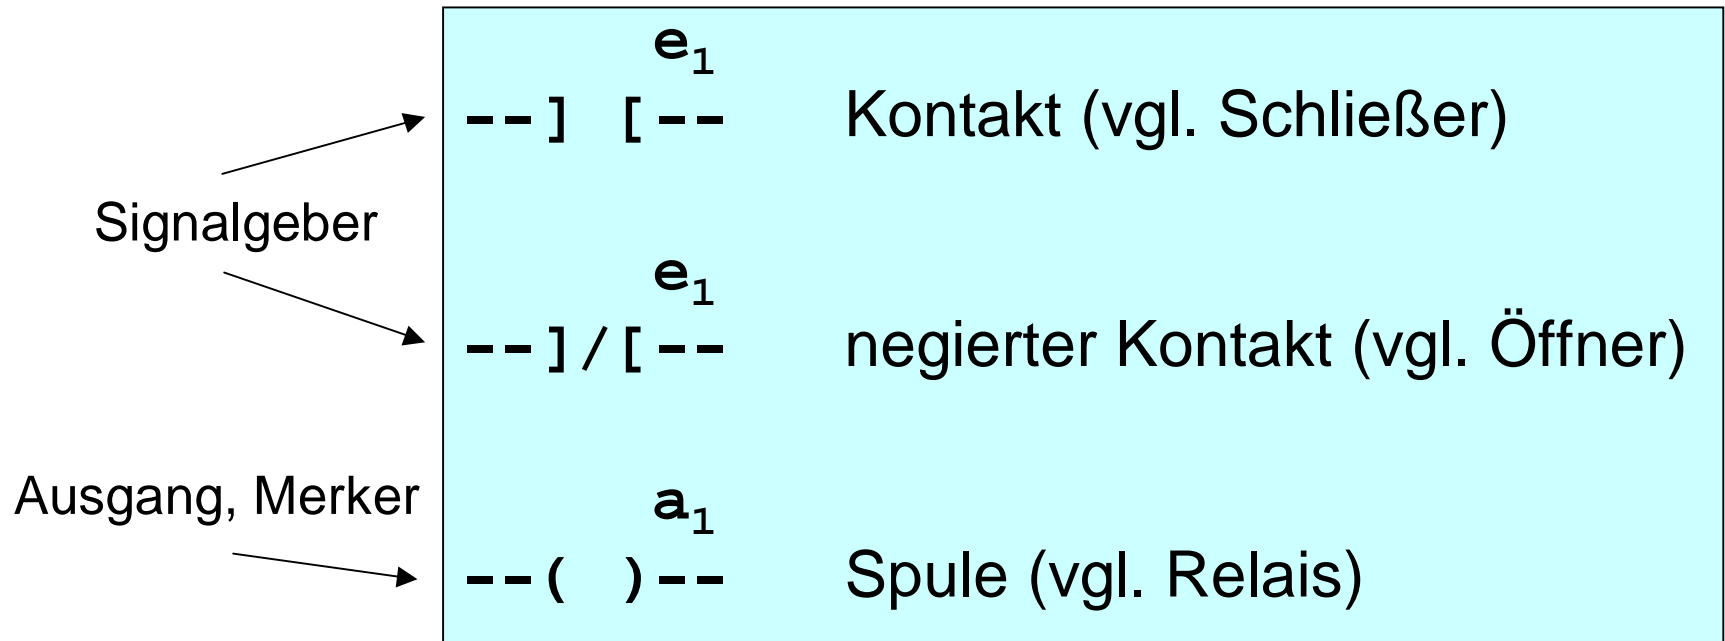 e₁
--] [-- Kontakt (vgl. Schließer)
Signalgeber
e₁
--]/[-- negierter Kontakt (vgl. Öffner)
Ausgang, Merker
a₁
--( )-- Spule (vgl. Relais)